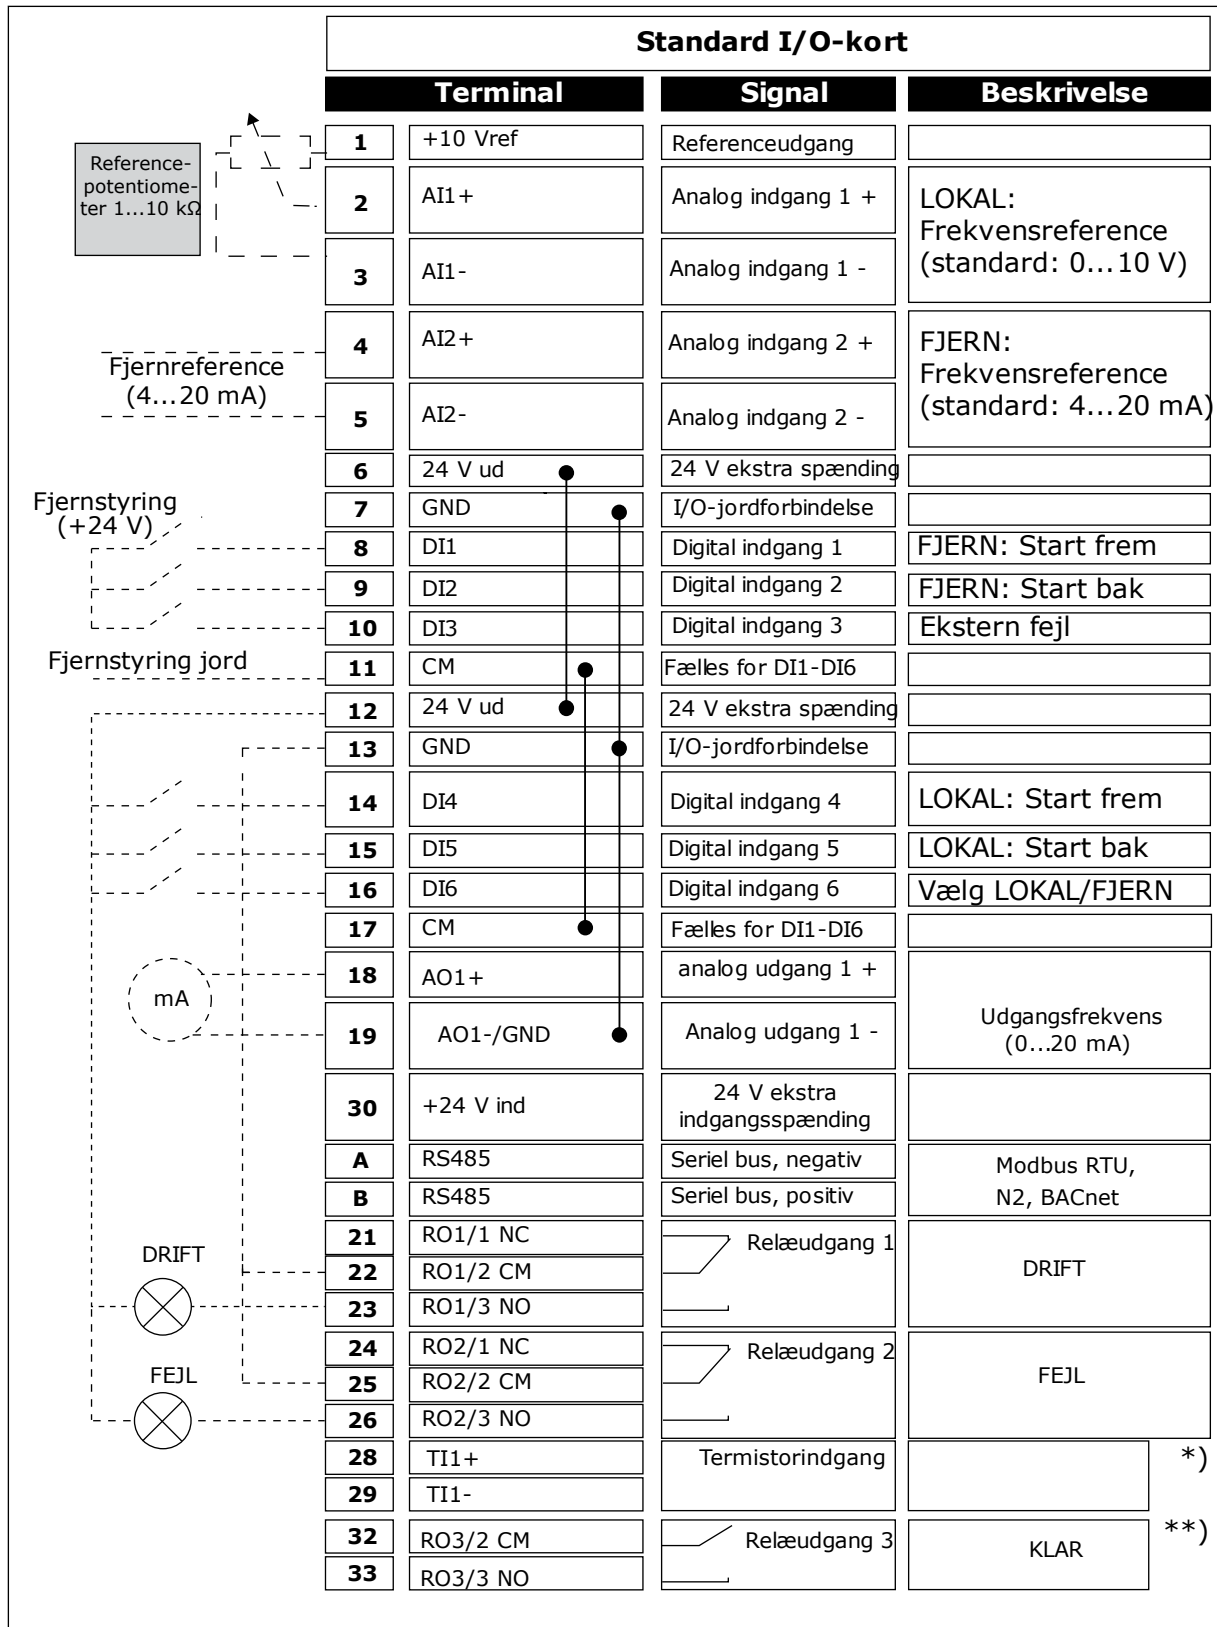 Standard I/O-kort
Terminal Signal Beskrivelse
1 +10 Vref Referenceudgang
Reference-
potentiome-
ter 1...10 kΩ
2 AI1+ Analog indgang 1 +
3 AI1- Analog indgang 1 -
LOKAL:
Frekvensreference
(standard: 0...10 V)
Fjernreference
(4...20 mA)
4 AI2+ Analog indgang 2 +
5 AI2- Analog indgang 2 -
FJERN:
Frekvensreference
(standard: 4...20 mA)
6 24 V ud 24 V ekstra spænding
Fjernstyring
(+24 V)
7 GND I/O-jordforbindelse
8 DI1 Digital indgang 1 FJERN: Start frem
9 DI2 Digital indgang 2 FJERN: Start bak
10 DI3 Digital indgang 3 Ekstern fejl
Fjernstyring jord
11 CM Fælles for DI1-DI6
12 24 V ud 24 V ekstra spænding
13 GND I/O-jordforbindelse
14 DI4 Digital indgang 4 LOKAL: Start frem
15 DI5 Digital indgang 5 LOKAL: Start bak
16 DI6 Digital indgang 6 Vælg LOKAL/FJERN
17 CM Fælles for DI1-DI6
18 AO1+ analog udgang 1 +
mA
19 AO1-/GND Analog udgang 1 -
Udgangsfrekvens
(0...20 mA)
30 +24 V ind 24 V ekstra
indgangsspænding
A RS485 Seriel bus, negativ
B RS485 Seriel bus, positiv
Modbus RTU,
N2, BACnet
21 RO1/1 NC Relæudgang 1
DRIFT
22 RO1/2 CM DRIFT
23 RO1/3 NO
24 RO2/1 NC Relæudgang 2
FEJL
25 RO2/2 CM FEJL
26 RO2/3 NO
28 TI1+ Termistorindgang *)
29 TI1-
32 RO3/2 CM Relæudgang 3 KLAR **)
33 RO3/3 NO